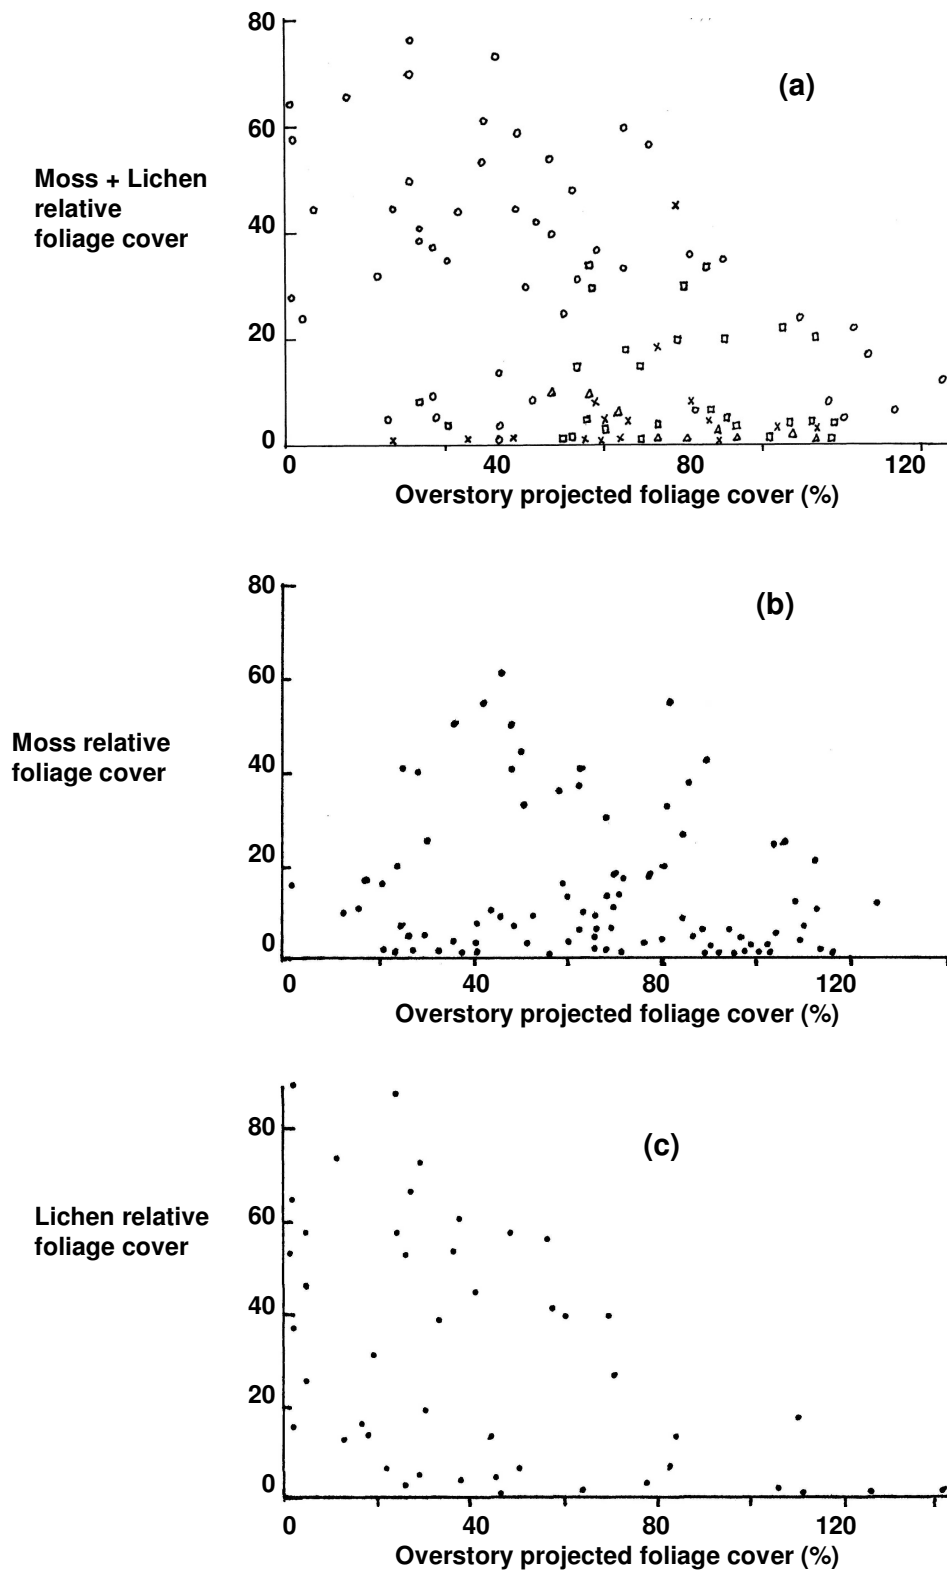 80
(a)
60
Moss + Lichen
relative
foliage cover
40
20
0
0 40 80 120
Overstory projected foliage cover (%)
80
(b)
60
Moss relative
foliage cover
40
20
0
0 40 80 120
Overstory projected foliage cover (%)
80
(c)
Lichen relative
foliage cover
60
40
20
0
0 40 80 120
Overstory projected foliage cover (%)